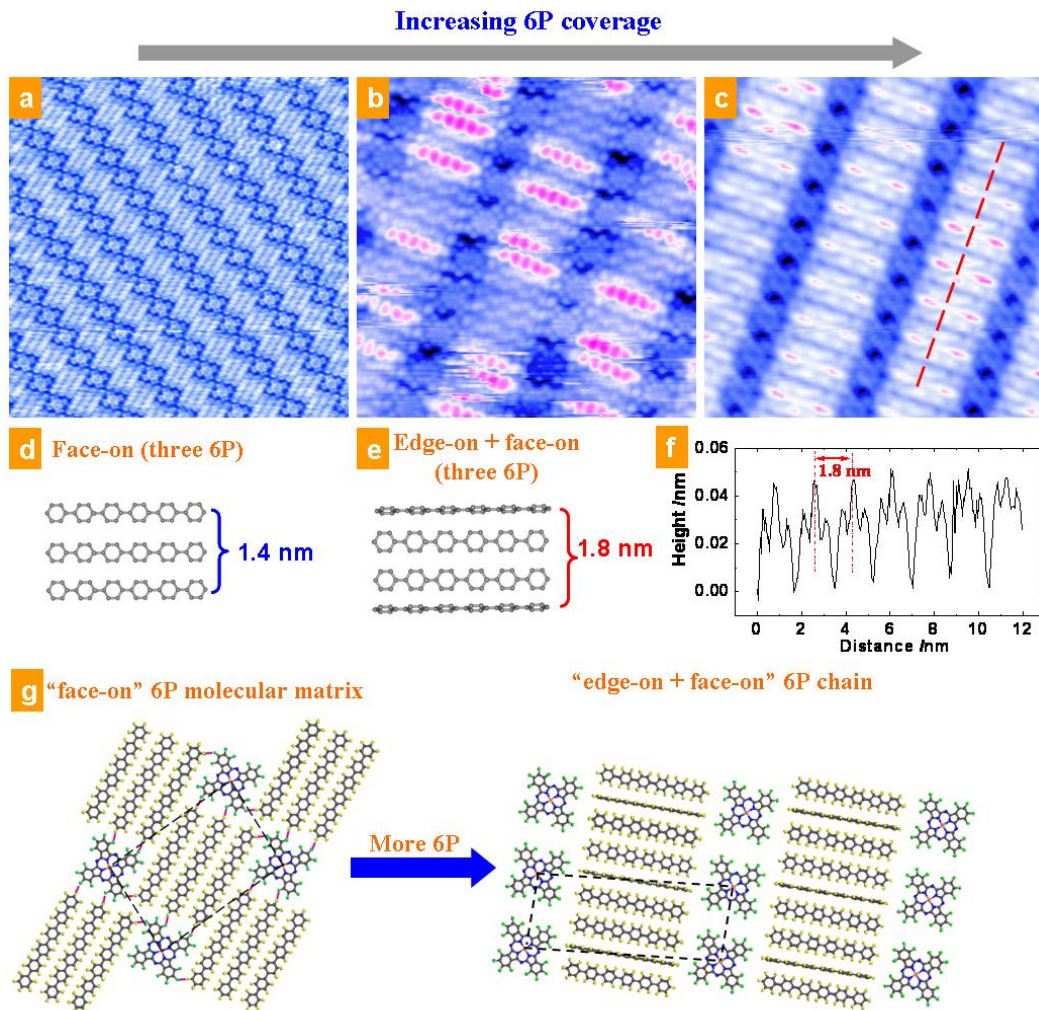 Increasing 6P coverage
a
b
c
d
Face-on (three 6P)
e
Edge-on + face-on
(three 6P)
f
1.4 nm
1.8 nm
1.8 nm
0.06
0.04
0.02
0.00
Height /nm
0 2 4 6 8 10 12
Distance /nm
g
“face-on” 6P molecular matrix
“edge-on + face-on” 6P chain
More 6P